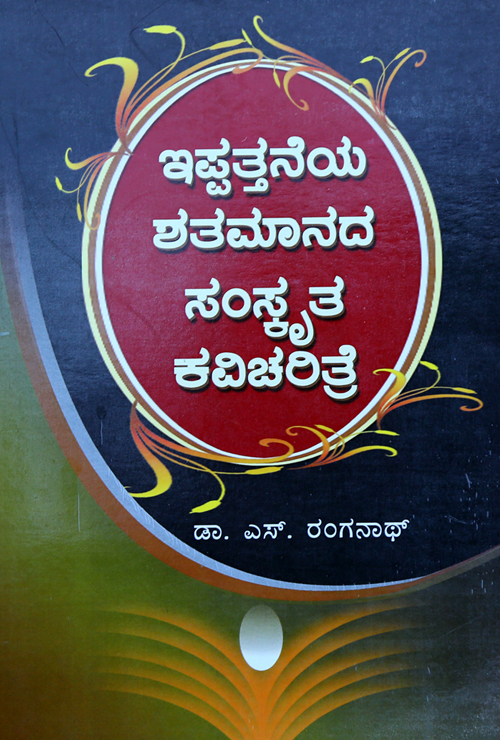 ಇಪ್ಪತ್ತನೆಯ
ಶತಮಾನದ
ಸಂಸ್ಕೃತ
ಕವಿಚರಿತ್ರೆ
ಡಾ. ಎಸ್. ರಂಗನಾಥ್